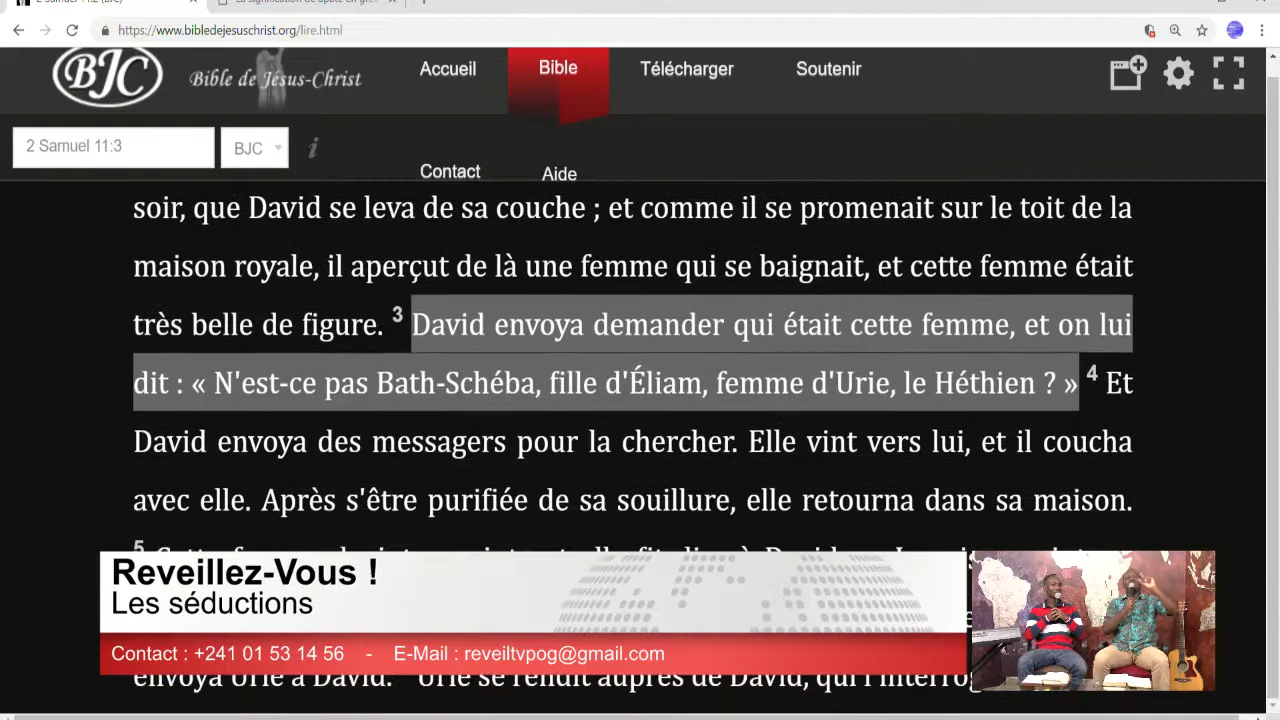 2 Samuel 11:2 (BJC)
https://www.bibledejesuschrist.org/lire.html
BJC
Bible de Jésus-Christ
Accueil
Bible
Télécharger
Soutenir
2 Samuel 11:3
BJC
i
Contact
Aide
soir, que David se leva de sa couche ; et comme il se promenait sur le toit de la
maison royale, il aperçut de là une femme qui se baignait, et cette femme était
très belle de figure. 3 David envoya demander qui était cette femme, et on lui
dit : « N'est-ce pas Bath-Schéba, fille d'Éliam, femme d'Urie, le Héthien ? » 4 Et
David envoya des messagers pour la chercher. Elle vint vers lui, et il coucha
avec elle. Après s'être purifiée de sa souillure, elle retourna dans sa maison.
5
Reveillez-Vous !
Les séductions
Contact : +241 01 53 14 56 - E-Mail : reveiltvpog@gmail.com
envoya Urie à David. Urie se rendit auprès de David, qui l'interrog